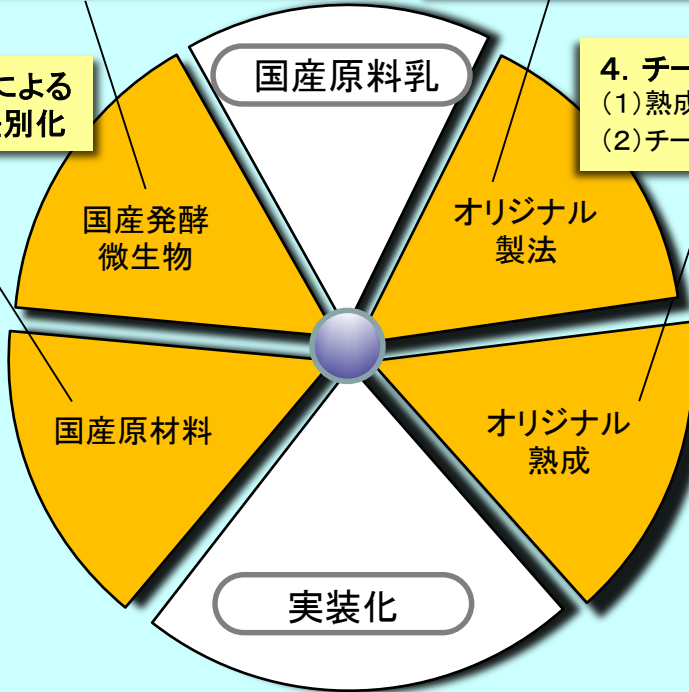 国産原料乳
による
別化
4. チー
(1)熟成
(2)チー
国産発酵
微生物
オリジナル
製法
国産原材料
オリジナル
熟成
実装化